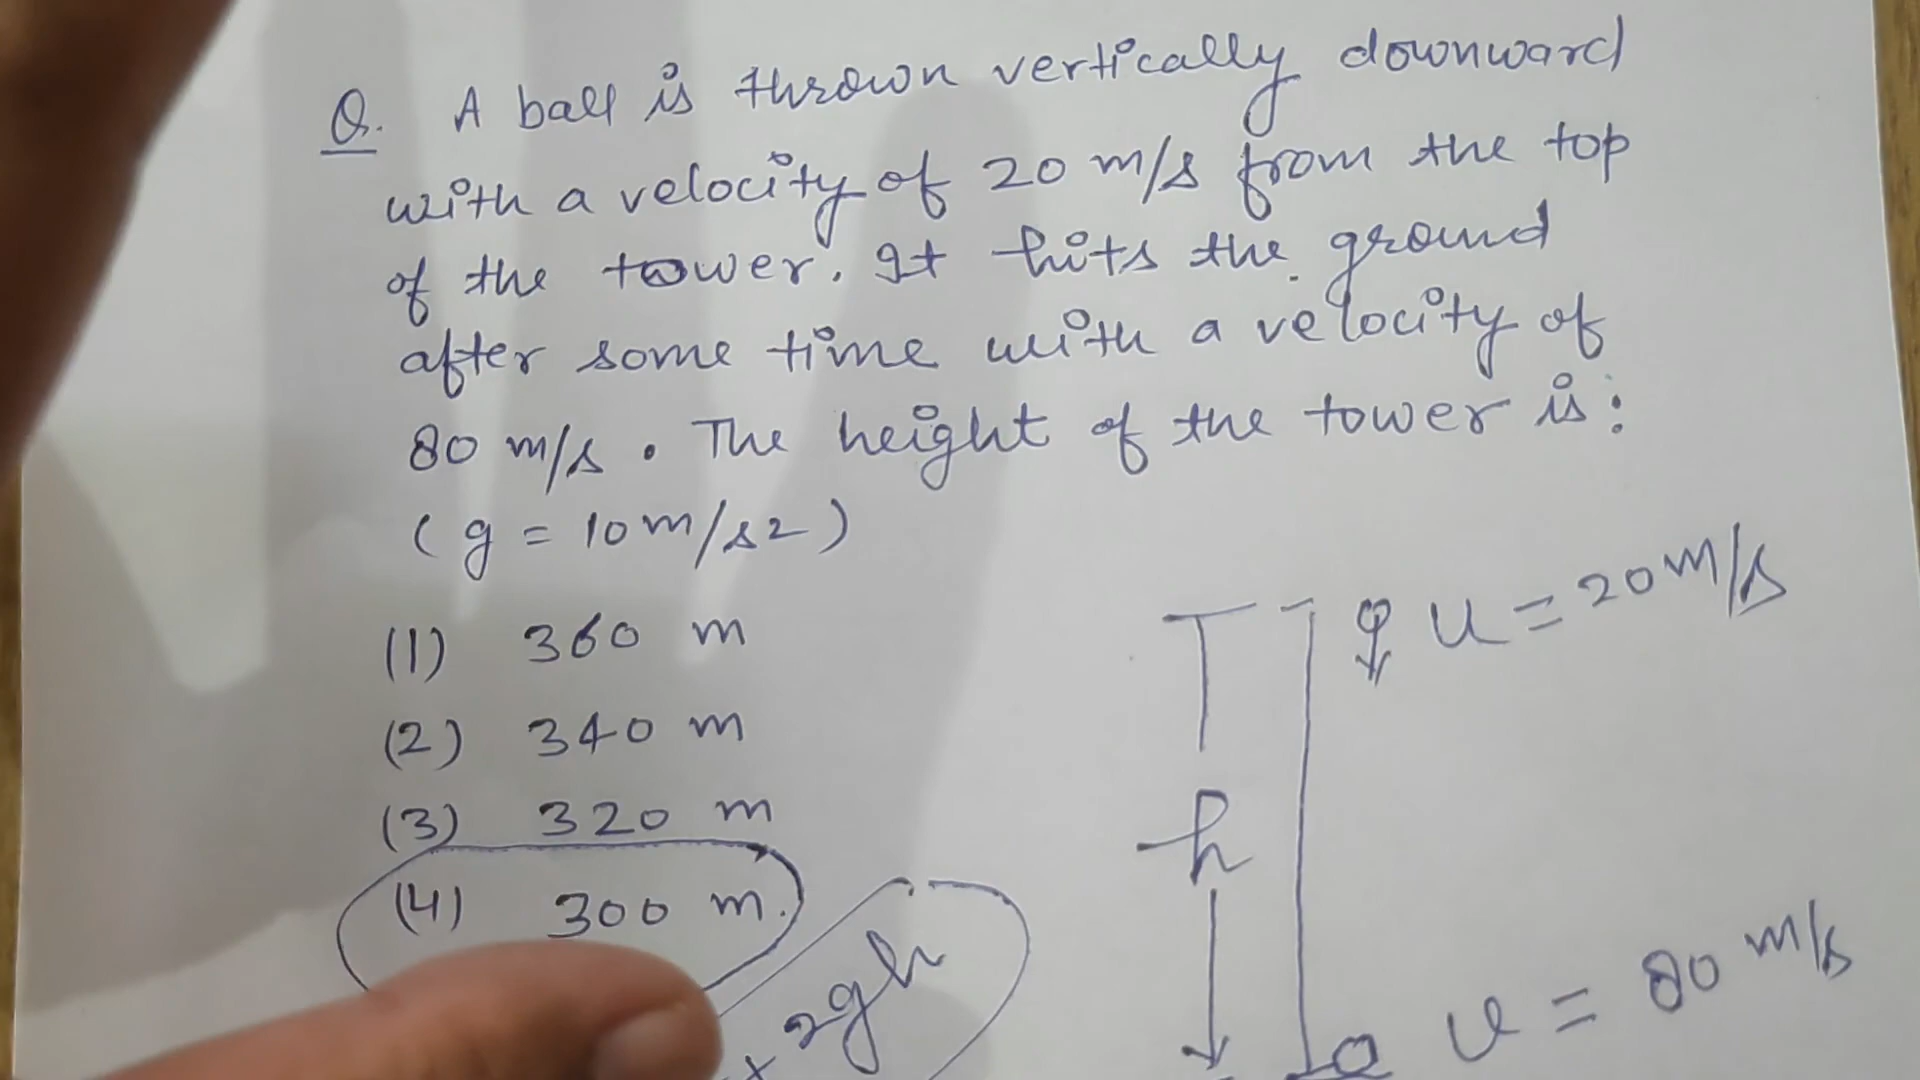 Q. A ball is thrown vertically downward
with a velocity of 20 m/s from the top
of the tower. It hits the ground
after some time with a velocity of
80 m/s. The height of the tower is:
(g = 10 m/s2)
(1) 360 m
(2) 340 m
(3) 320 m
(4) 300 m.
u = 20 m/s
h
v = 80 m/s
+ 2gh